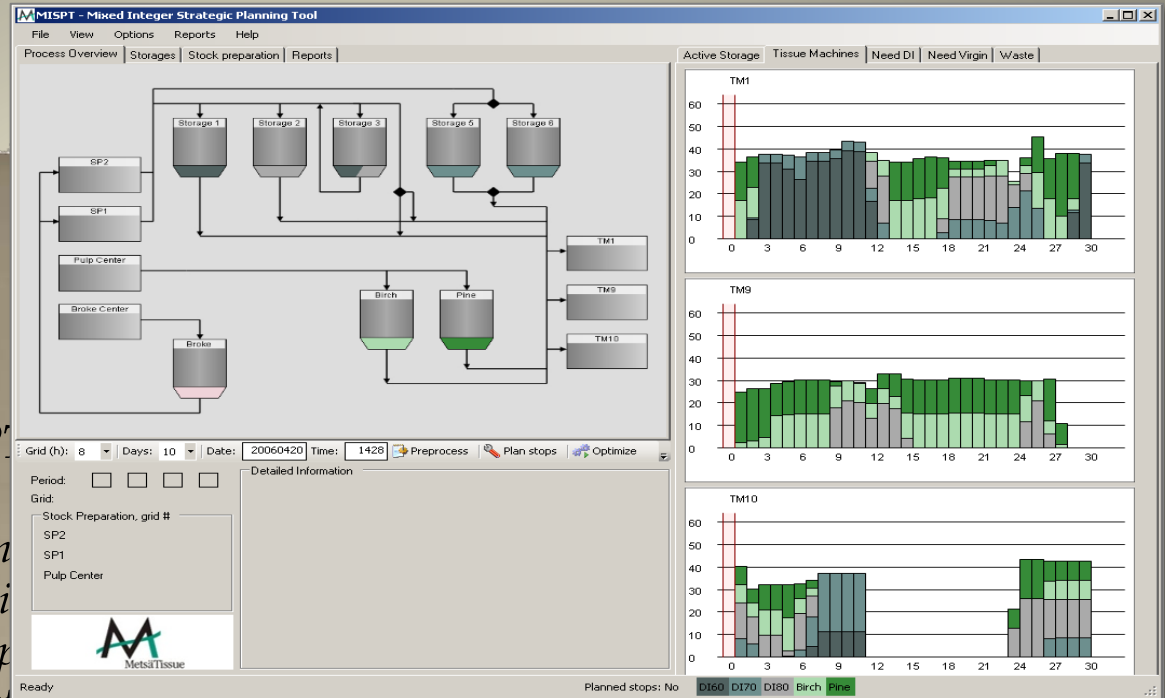 MISPT - Mixed Integer Strategic Planning Tool
File View Options Reports Help
Process Overview Storages Stock preparation Reports
Storage 1 Storage 2 Storage 3 Storage 5 Storage 6
SP2
SP1
Pulp Center
Broke Center
Broke
Birch Pine
TM1
TM9
TM10
Grid (h): 8 Days: 10 Date: 20060420 Time: 1428 Preprocess Plan stops Optimize
Period:
Grid:
Stock Preparation, grid #
SP2
SP1
Pulp Center
MetsäTissue
Detailed Information
Active Storage Tissue Machines Need DI Need Virgin Waste
TM1
60
50
40
30
20
10
0
0 3 6 9 12 15 18 21 24 27 30
TM9
60
50
40
30
20
10
0
0 3 6 9 12 15 18 21 24 27 30
TM10
60
50
40
30
20
10
0
0 3 6 9 12 15 18 21 24 27 30
Ready Planned stops: No DI60 DI70 DI80 Birch Pine